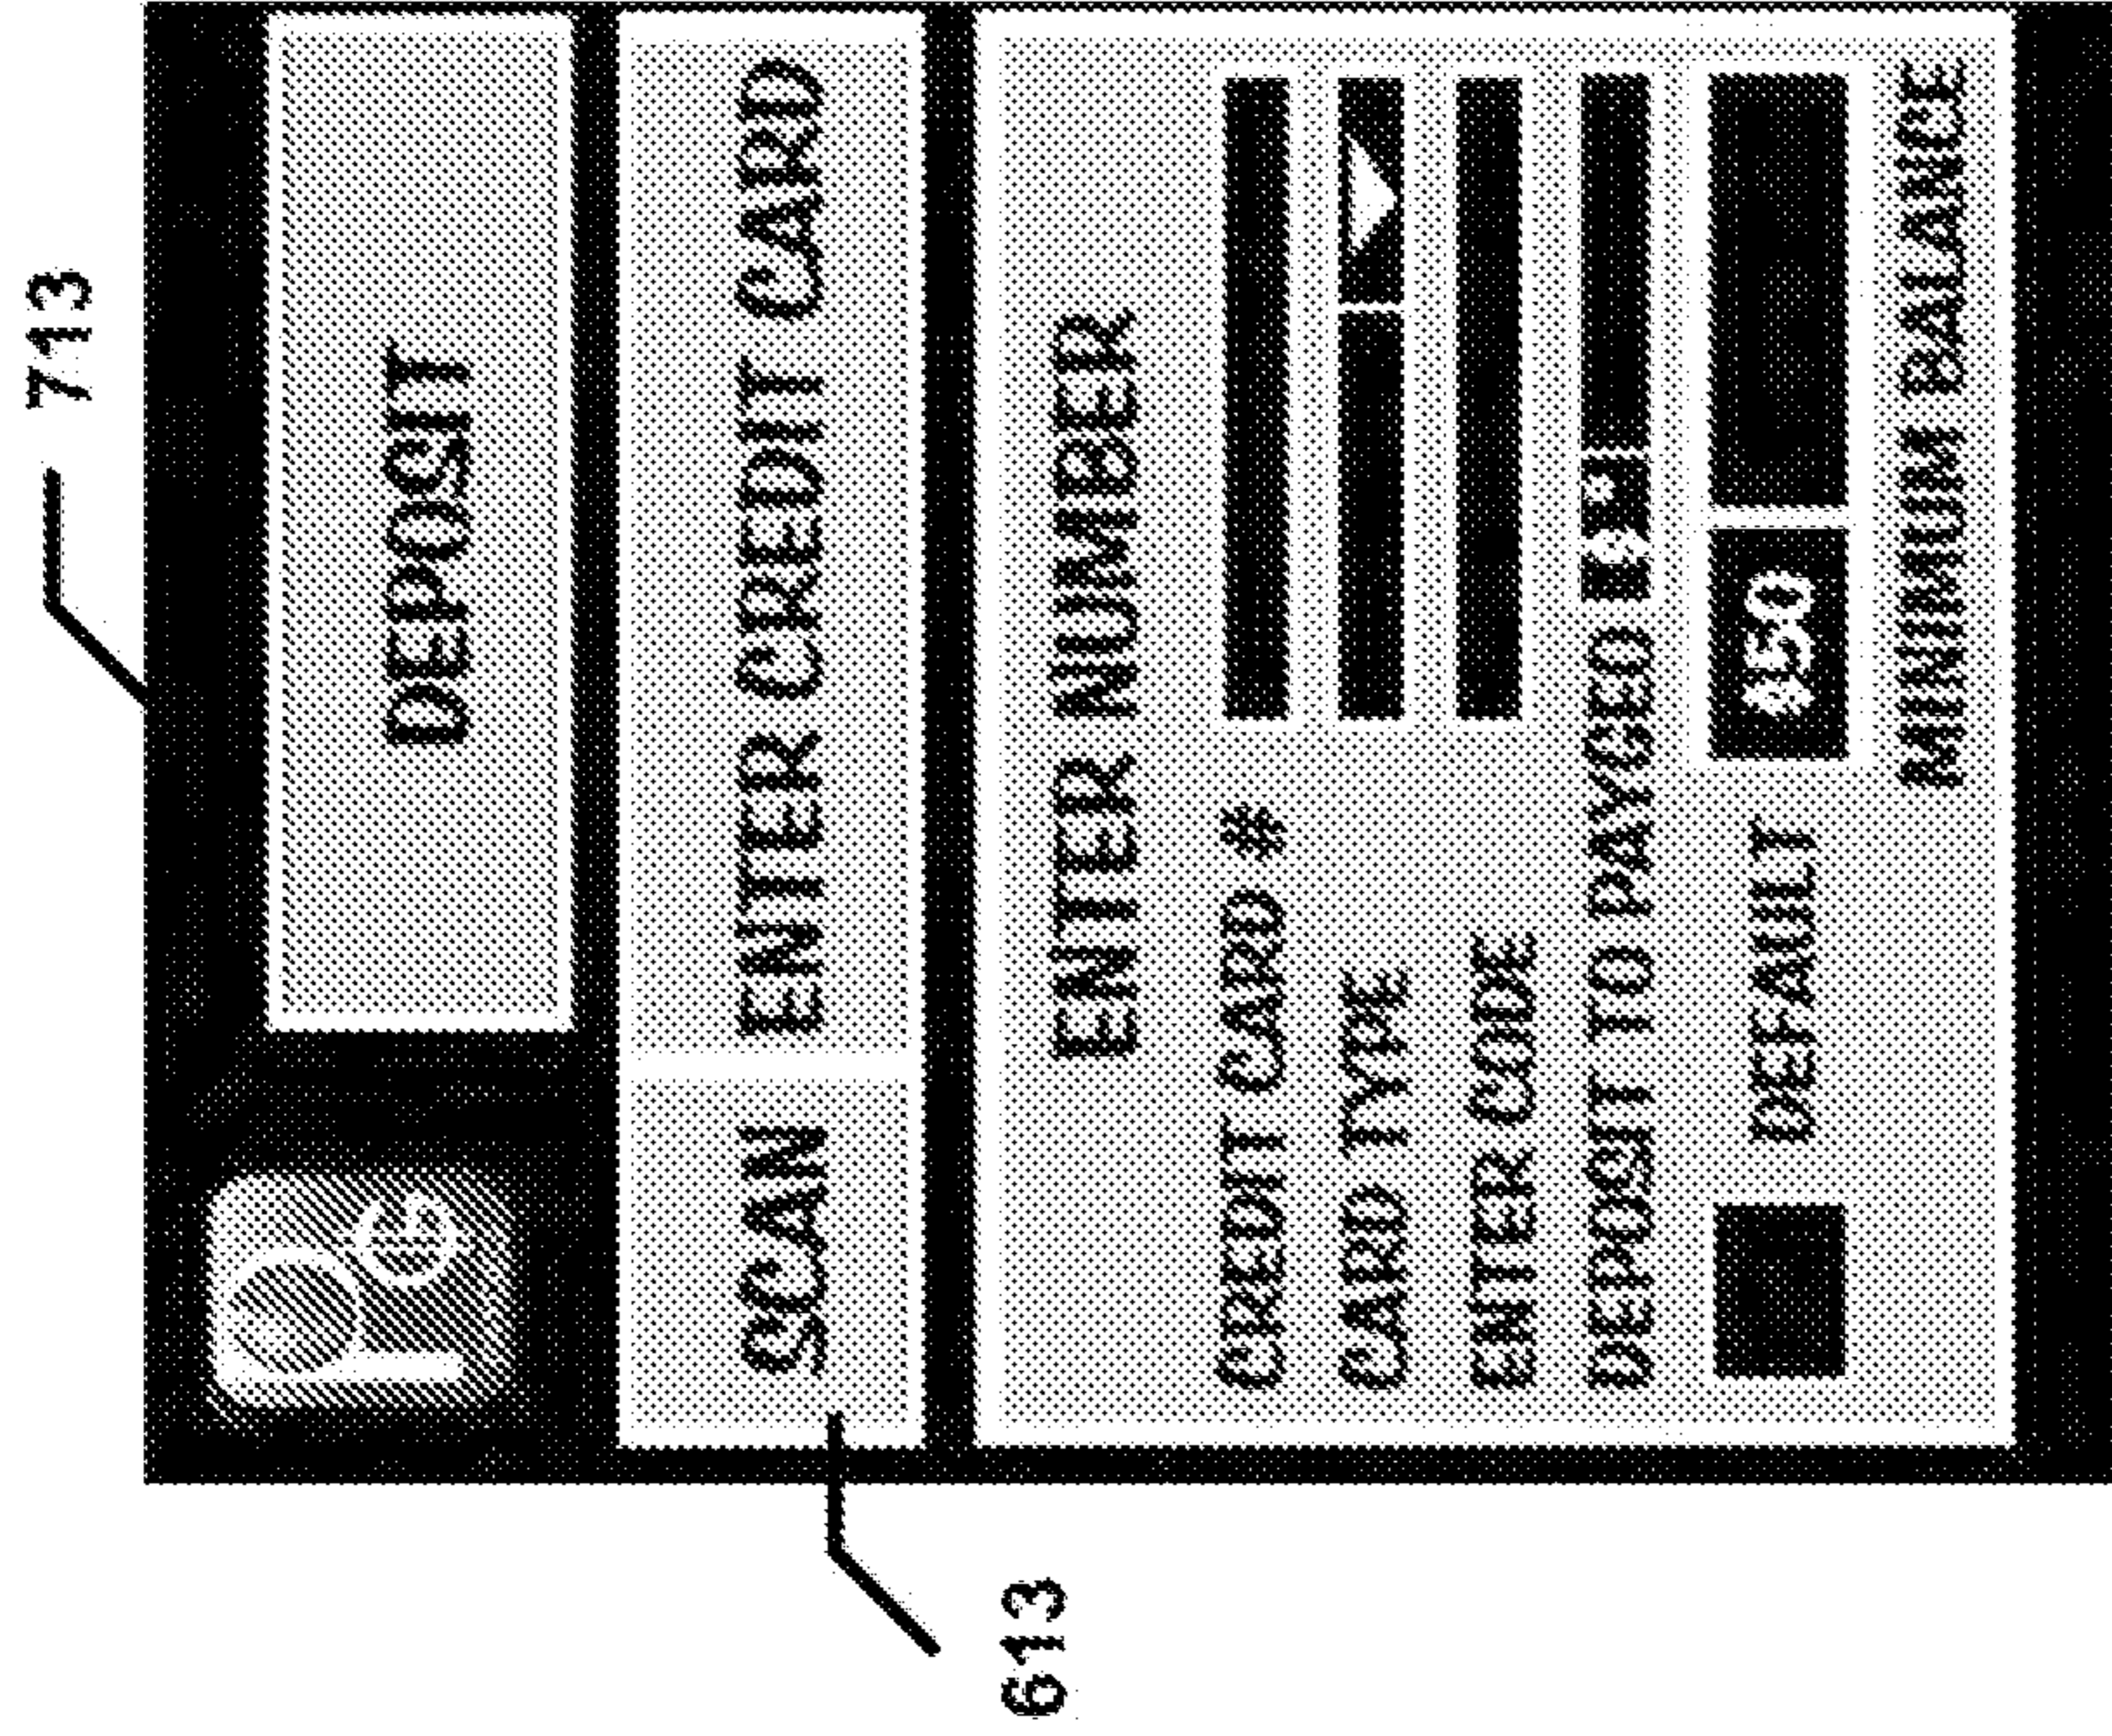 713
DEPOSIT
SCAN ENTER CREDIT CARD
613
ENTER NUMBER
CREDIT CARD #
CARD TYPE
ENTER CODE
DEPOSIT TO PAYGEO
DEFAULT $50
MINIMUM BALANCE